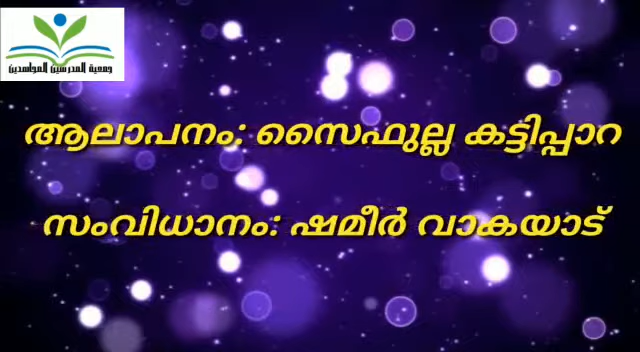 جمعية المدرسين المجاهدين
ആലാപനം: സൈഫുല്ല കട്ടിപ്പാറ
സംവിധാനം: ഷമീർ വാകയാട്